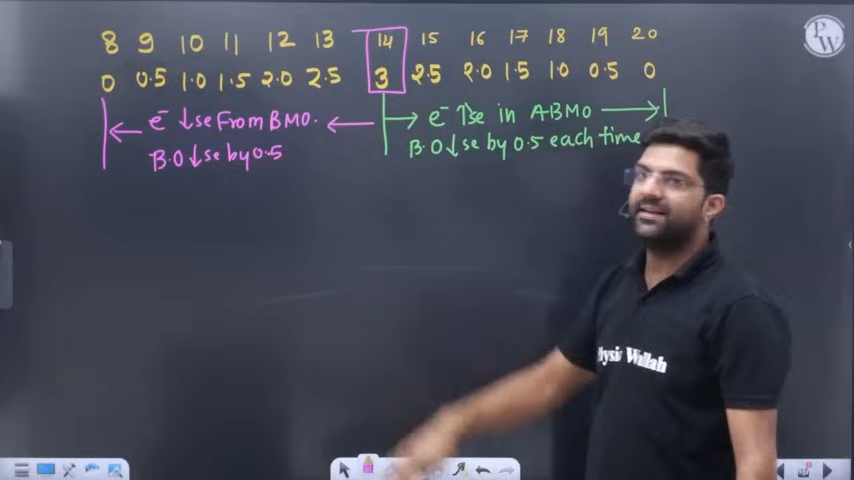 8 9 10 11 12 13 14 15 16 17 18 19 20
0 0.5 1.0 1.5 2.0 2.5 3 2.5 2.0 1.5 1.0 0.5 0
e⁻ ↓se From BMO.
B.O ↓se by 0.5
e⁻ ↑se in ABMO
B.O ↓se by 0.5 each time
PW
Physics Wallah